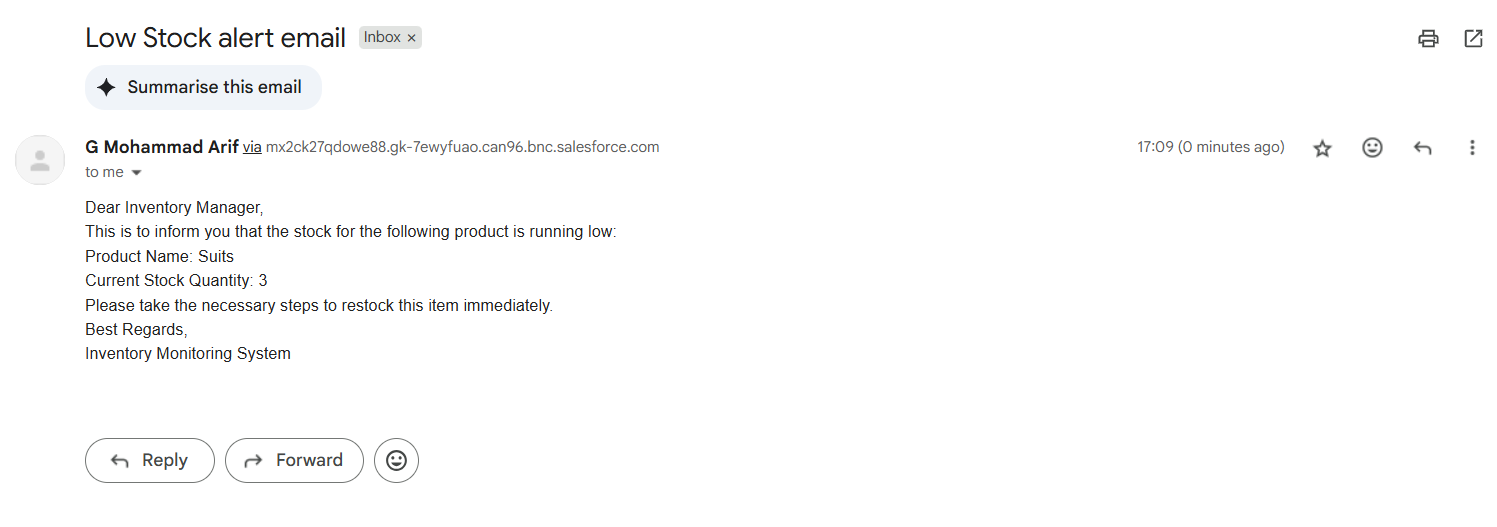 Low Stock alert email Inbox ×
Summarise this email
G Mohammad Arif via mx2ck27qdowe88.gk-7ewyfuao.can96.bnc.salesforce.com 17:09 (0 minutes ago)
to me
Dear Inventory Manager,
This is to inform you that the stock for the following product is running low:
Product Name: Suits
Current Stock Quantity: 3
Please take the necessary steps to restock this item immediately.
Best Regards,
Inventory Monitoring System
Reply Forward